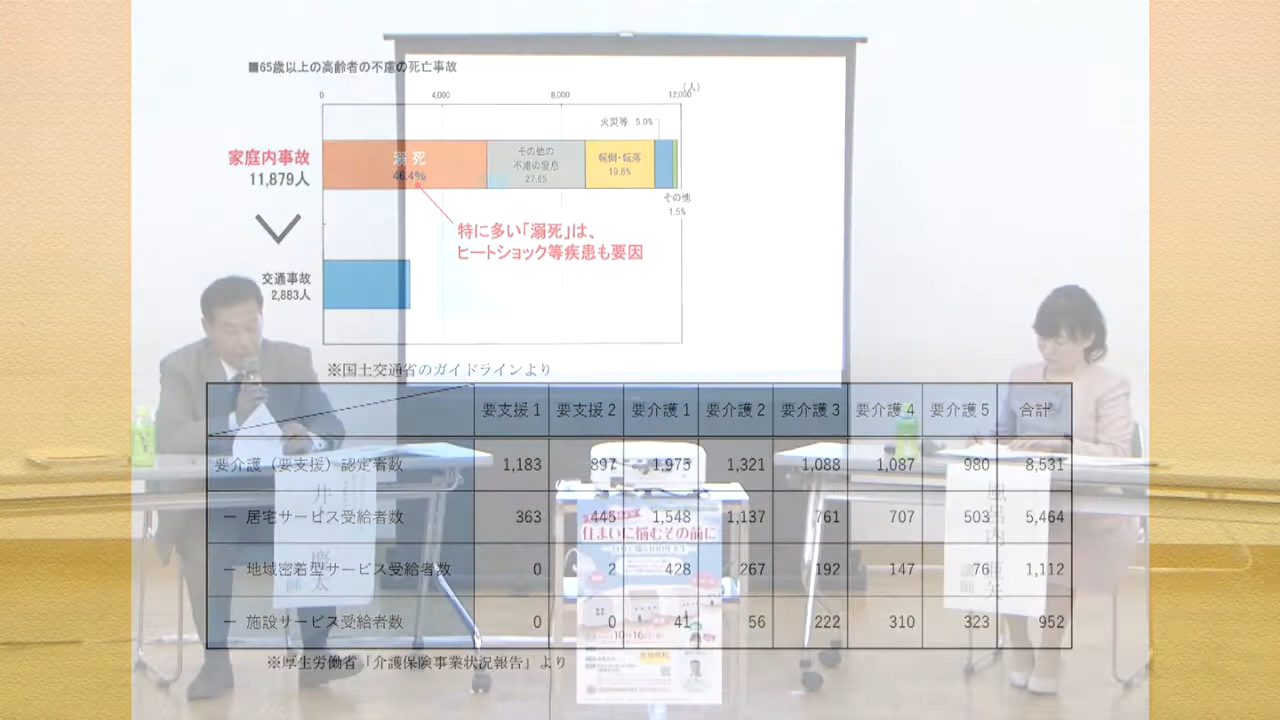 ■65歳以上の高齢者の不慮の死亡事故
(人)
0 4,000 8,000 12,000
火災等 5.0%
家庭内事故
11,879人
溺死
46.4%
その他の
不慮の窒息
27.6%
転倒・転落
19.6%
その他
1.5%
特に多い「溺死」は、
ヒートショック等疾患も要因
交通事故
2,883人
※国土交通省のガイドラインより
要支援1 要支援2 要介護1 要介護2 要介護3 要介護4 要介護5 合計
要介護（要支援）認定者数 1,183 897 1,975 1,321 1,088 1,087 980 8,531
－ 居宅サービス受給者数 363 445 1,548 1,137 761 707 503 5,464
－ 地域密着型サービス受給者数 0 2 428 267 192 147 76 1,112
－ 施設サービス受給者数 0 0 41 56 222 310 323 952
※厚生労働省「介護保険事業状況報告」より
住まいに悩むその前に
10月16日